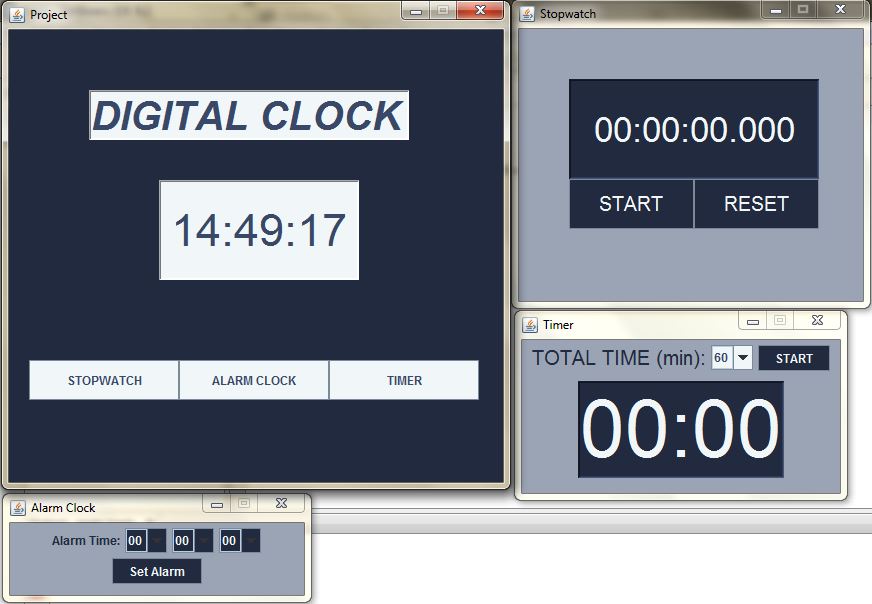 Project
DIGITAL CLOCK
14:49:17
STOPWATCH ALARM CLOCK TIMER
Stopwatch
00:00:00.000
START RESET
Timer
TOTAL TIME (min): 60 START
00:00
Alarm Clock
Alarm Time: 00 00 00
Set Alarm